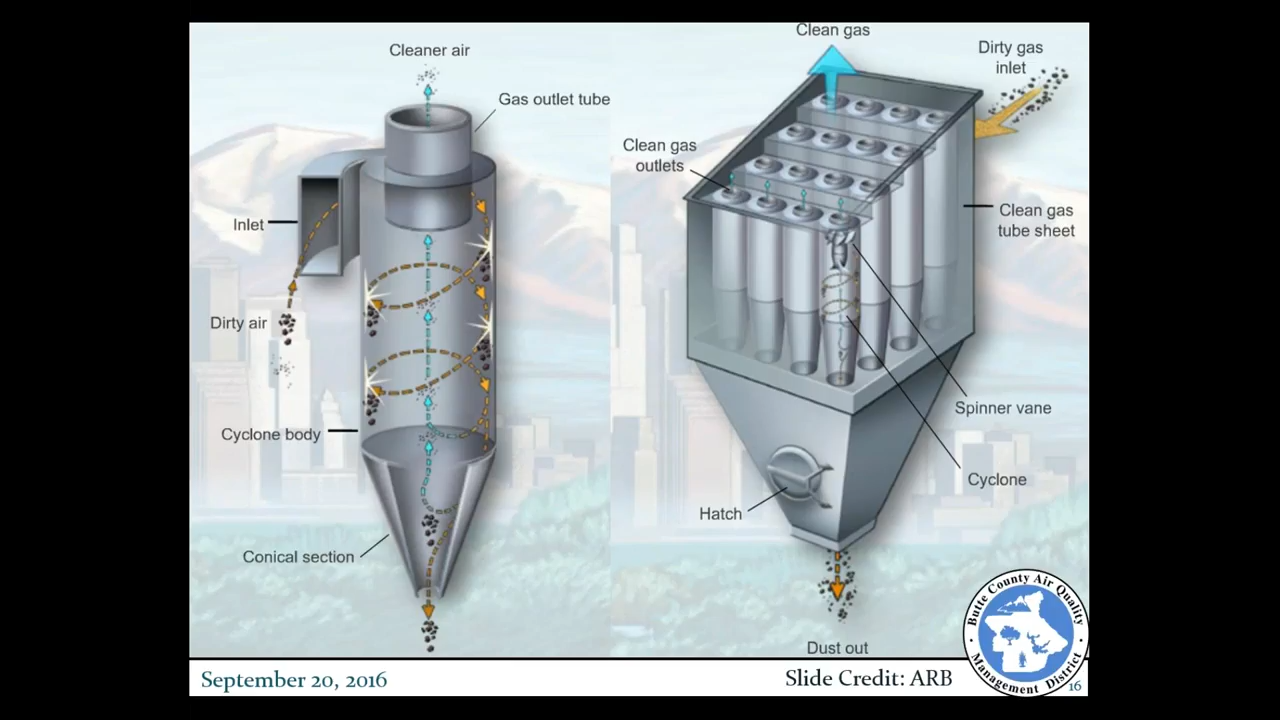 Cleaner air
Gas outlet tube
Inlet
Dirty air
Cyclone body
Conical section
Clean gas
Dirty gas
inlet
Clean gas
outlets
Clean gas
tube sheet
Spinner vane
Cyclone
Hatch
Dust out
September 20, 2016
Slide Credit: ARB
Butte County Air Quality
• Management District •
16